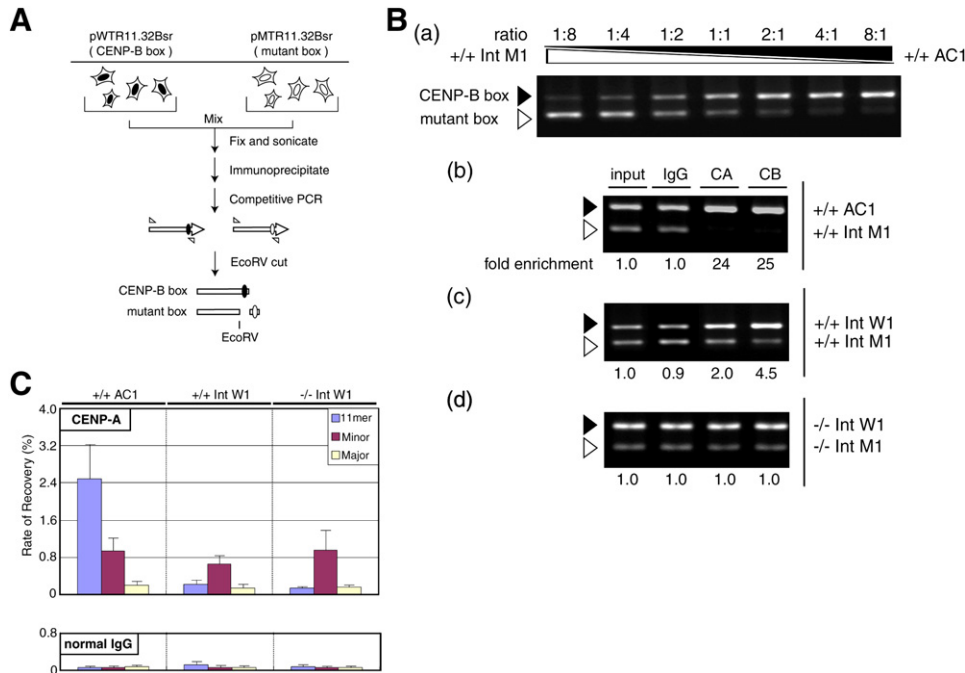 A
pWTR11.32Bsr
( CENP-B box )
pMTR11.32Bsr
( mutant box )
Mix
Fix and sonicate
Immunoprecipitate
Competitive PCR
EcoRV cut
CENP-B box
mutant box
EcoRV
B
(a)
ratio 1:8 1:4 1:2 1:1 2:1 4:1 8:1
+/+ Int M1 +/+ AC1
CENP-B box
mutant box
(b)
input IgG CA CB
+/+ AC1
+/+ Int M1
fold enrichment 1.0 1.0 24 25
(c)
+/+ Int W1
+/+ Int M1
1.0 0.9 2.0 4.5
(d)
-/- Int W1
-/- Int M1
1.0 1.0 1.0 1.0
C
+/+ AC1 +/+ Int W1 -/- Int W1
CENP-A
11mer
Minor
Major
Rate of Recovery (%)
4.0
3.2
2.4
1.6
0.8
0
normal IgG
0.8
0